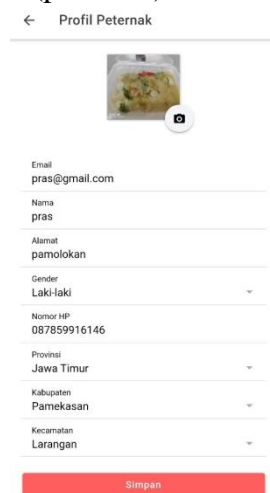 Profil Peternak
Email
pras@gmail.com
Nama
pras
Alamat
pamolokan
Gender
Laki-laki
Nomor HP
087859916146
Provinsi
Jawa Timur
Kabupaten
Pamekasan
Kecamatan
Larangan
Simpan